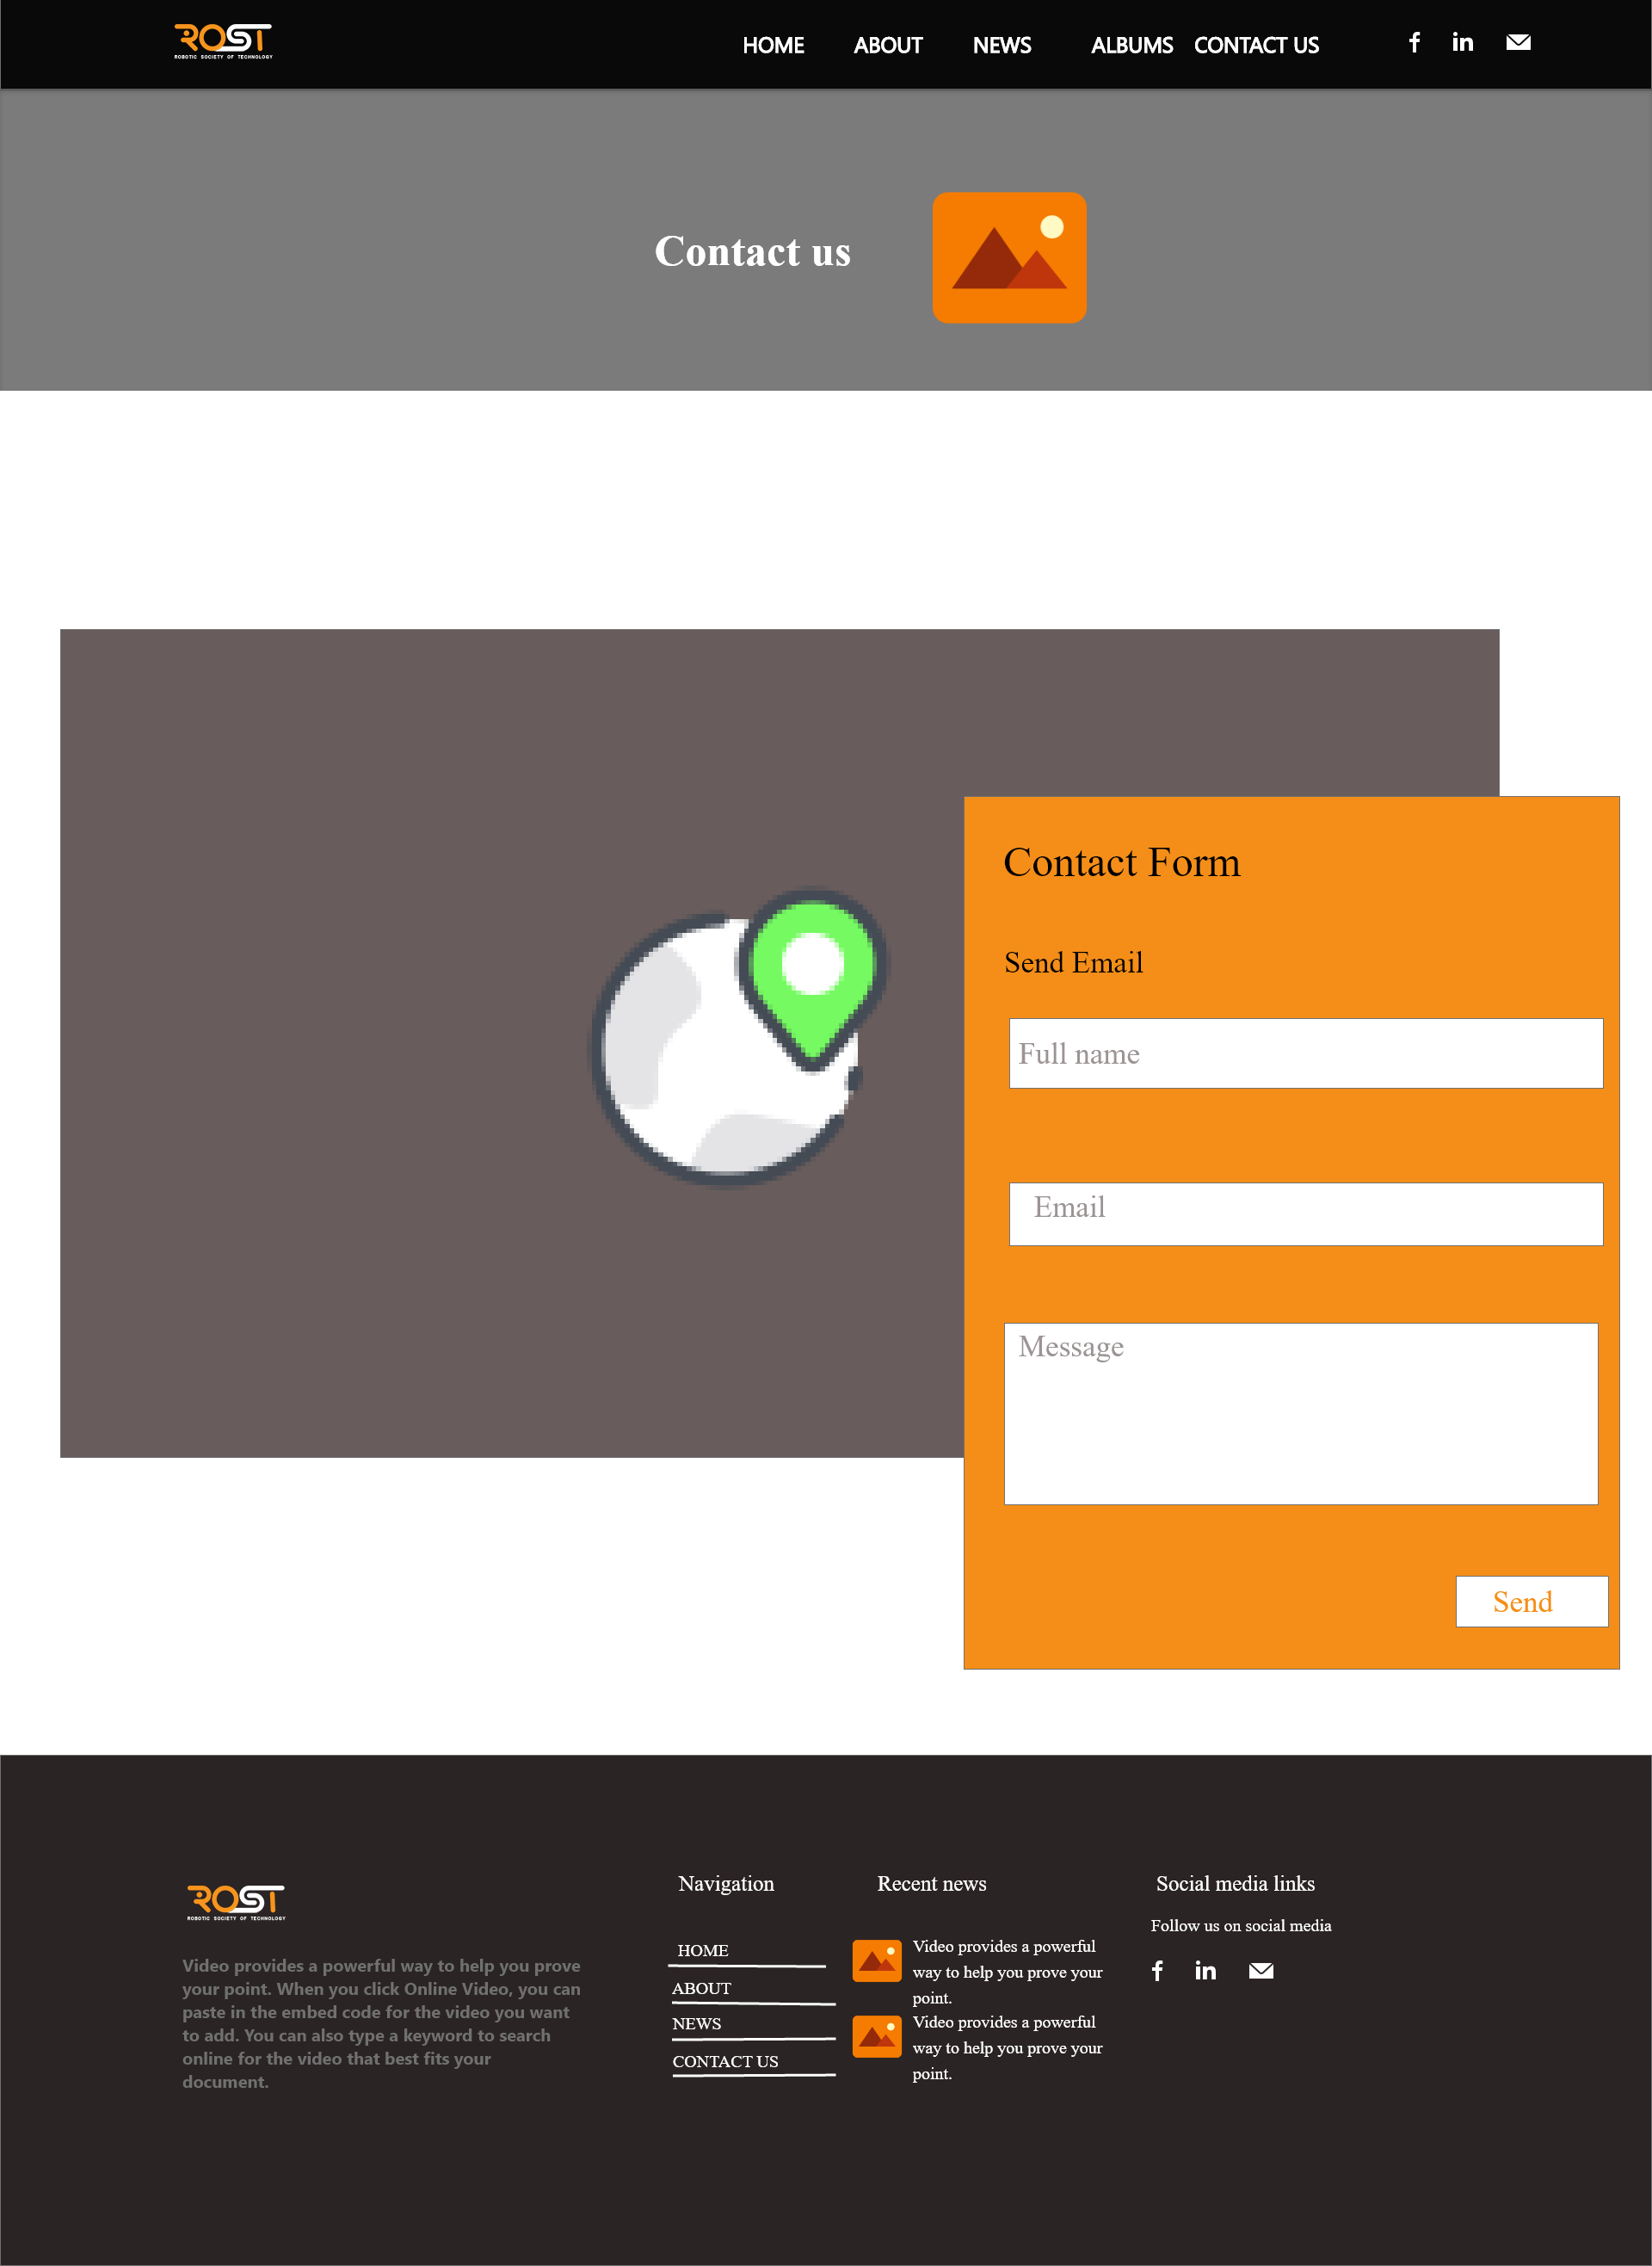 ROST
ROBOTIC SOCIETY OF TECHNOLOGY
HOME ABOUT NEWS ALBUMS CONTACT US
Contact us
Contact Form
Send Email
Full name
Email
Message
Send
ROST
ROBOTIC SOCIETY OF TECHNOLOGY
Video provides a powerful way to help you prove
your point. When you click Online Video, you can
paste in the embed code for the video you want
to add. You can also type a keyword to search
online for the video that best fits your
document.
Navigation
HOME
ABOUT
NEWS
CONTACT US
Recent news
Video provides a powerful
way to help you prove your
point.
Video provides a powerful
way to help you prove your
point.
Social media links
Follow us on social media